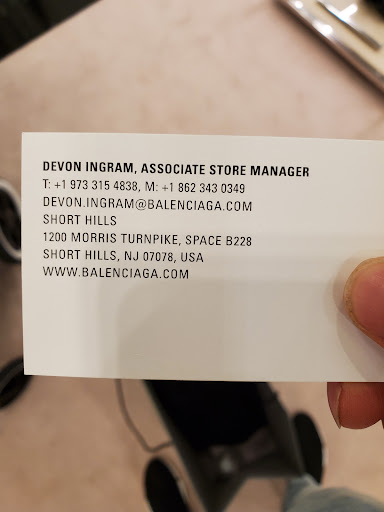 DEVON INGRAM, ASSOCIATE STORE MANAGER
T: +1 973 315 4838, M: +1 862 343 0349
DEVON.INGRAM@BALENCIAGA.COM
SHORT HILLS
1200 MORRIS TURNPIKE, SPACE B228
SHORT HILLS, NJ 07078, USA
WWW.BALENCIAGA.COM